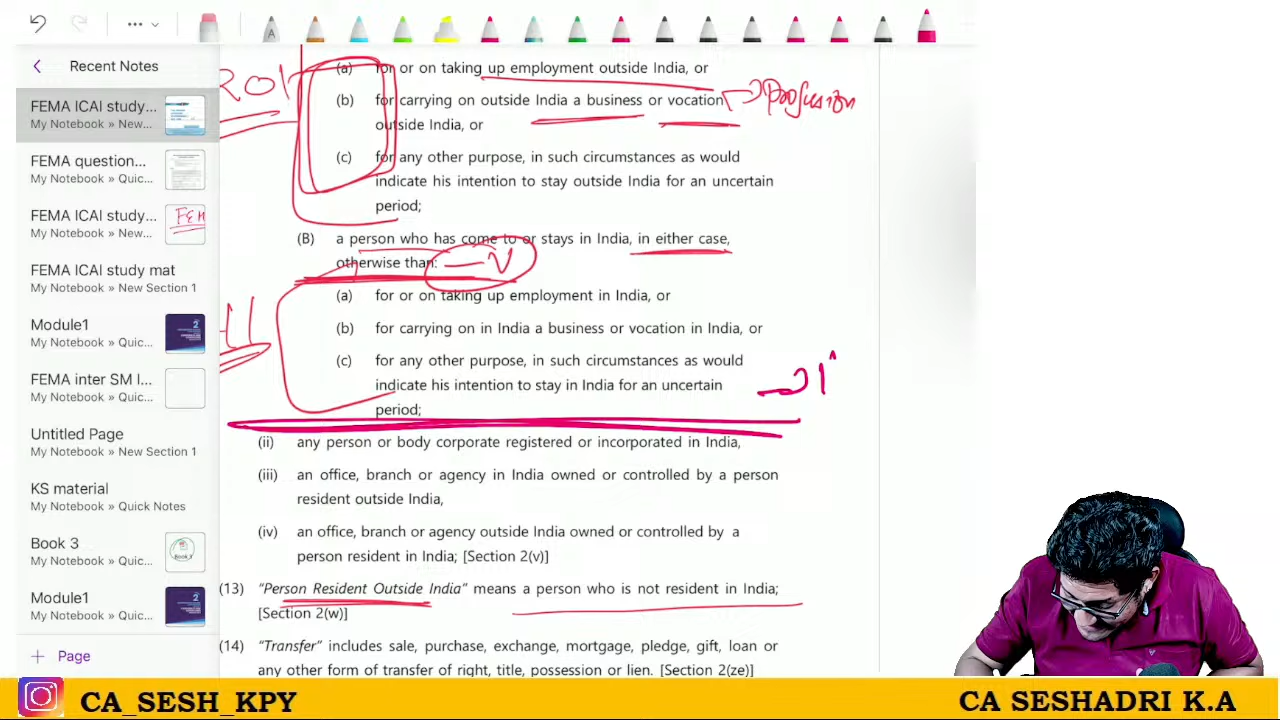 A
Recent Notes
FEMA ICAI study...
My Notebook » New...
FEMA question...
My Notebook » Quic...
FEMA ICAI study...
My Notebook » New...
FEM
FEMA ICAI study mat
My Notebook » New Section 1
Module1
My Notebook » Quic...
2
FEMA inter SM I...
My Notebook » Quic...
Untitled Page
My Notebook » New Section 1
KS material
My Notebook » Quick Notes
Book 3
My Notebook » Quic...
Book 3
Module1
My Notebook » Quic...
2
+ Page
(a) for or on taking up employment outside India, or
(b) for carrying on outside India a business or vocation
outside India, or
(c) for any other purpose, in such circumstances as would
indicate his intention to stay outside India for an uncertain
period;
(B) a person who has come to or stays in India, in either case,
otherwise than:
(a) for or on taking up employment in India, or
(b) for carrying on in India a business or vocation in India, or
(c) for any other purpose, in such circumstances as would
indicate his intention to stay in India for an uncertain
period;
(ii) any person or body corporate registered or incorporated in India,
(iii) an office, branch or agency in India owned or controlled by a person
resident outside India,
(iv) an office, branch or agency outside India owned or controlled by a
person resident in India; [Section 2(v)]
(13) “Person Resident Outside India” means a person who is not resident in India;
[Section 2(w)]
(14) “Transfer” includes sale, purchase, exchange, mortgage, pledge, gift, loan or
any other form of transfer of right, title, possession or lien. [Section 2(ze)]
CA_SESH_KPY
CA SESHADRI K.A